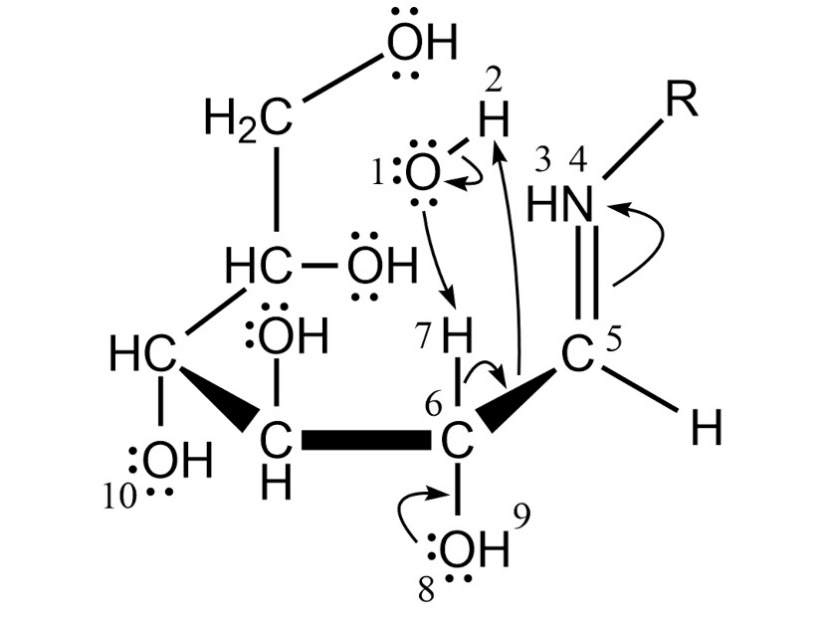 OH
2
H
R
H₂C
1:O
3 4
HN
HC—OH
:OH
7 H
HC
C 5
6
H
:OH
C
C
H
10
9
:OH
8